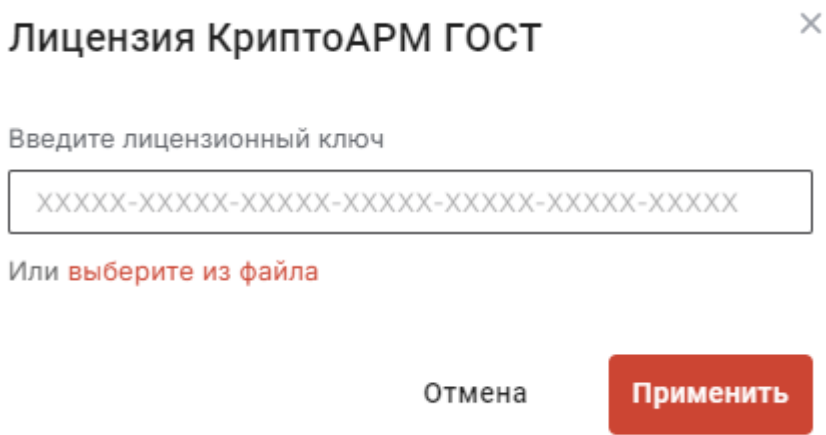 Лицензия КриптоАРМ ГОСТ
Введите лицензионный ключ
XXXXX-XXXXX-XXXXX-XXXXX-XXXXX-XXXXX-XXXXX
Или выберите из файла
Отмена Применить